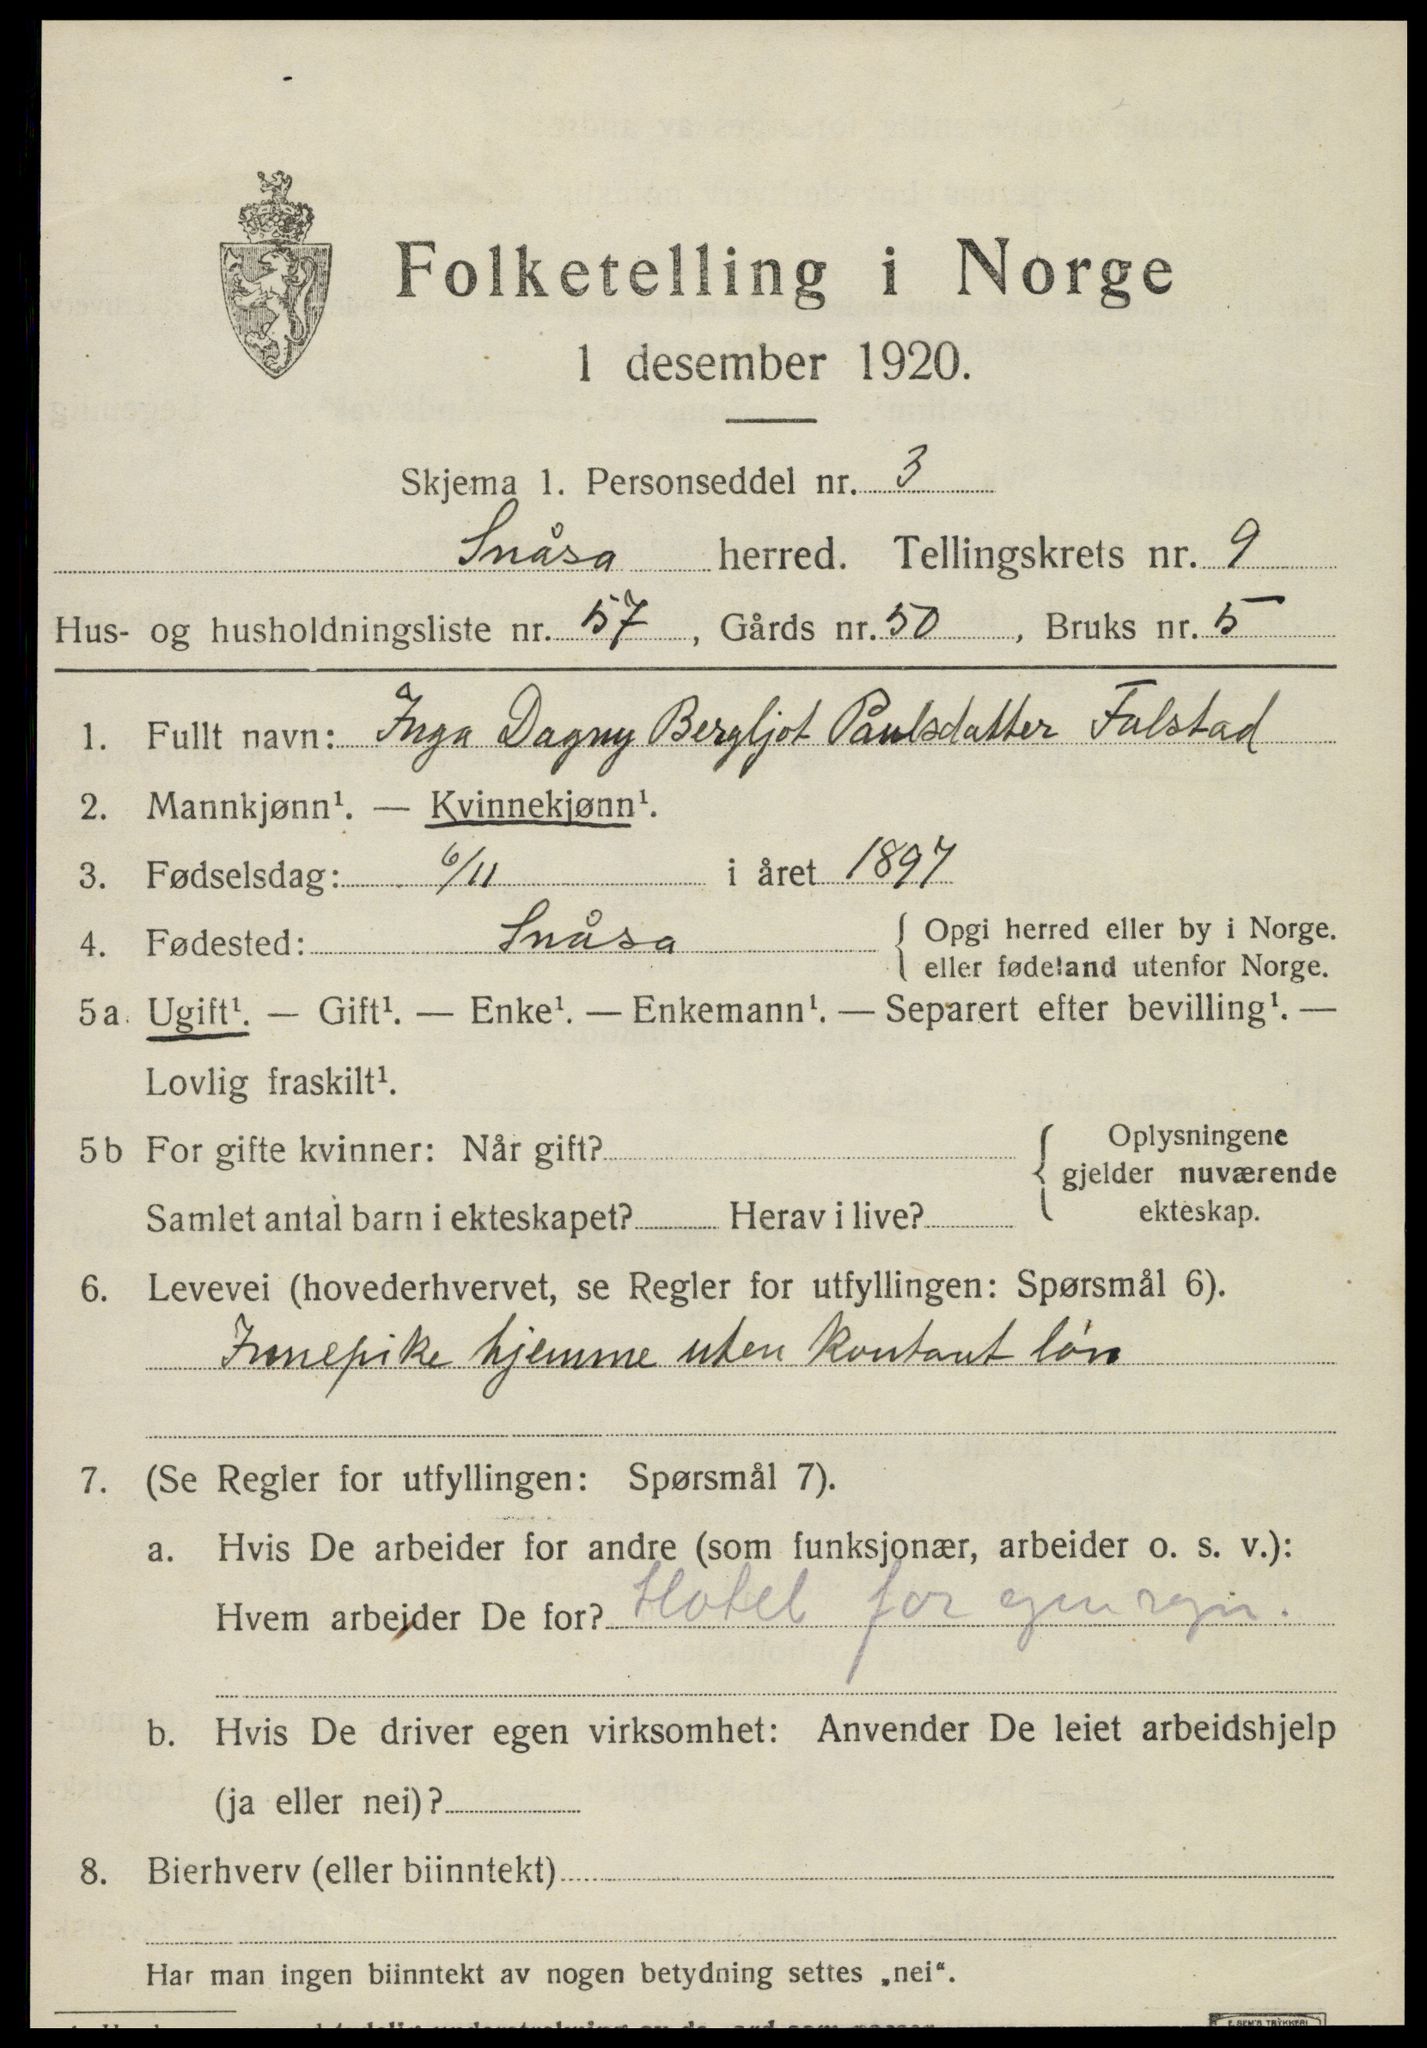 Folketelling i Norge
1 desember 1920.
Skjema 1. Personseddel nr. 3
Snåsa herred. Tellingskrets nr. 9
Hus- og husholdningsliste nr. 57, Gårds nr. 50, Bruks nr. 5
1. Fullt navn: Inga Dagny Bergljot Paulsdatter Falstad
2. Mannkjønn¹. — Kvinnekjønn¹.
3. Fødselsdag: 6/11 i året 1897
4. Fødested: Snåsa { Opgi herred eller by i Norge.
eller fødeland utenfor Norge.
5a. Ugift¹. — Gift¹. — Enke¹. — Enkemann¹. — Separert efter bevilling¹. —
Lovlig fraskilt¹.
5b For gifte kvinner: Når gift? { Oplysningene
gjelder nuværende
Samlet antal barn i ekteskapet? Herav i live? ekteskap.
6. Levevei (hovederhvervet, se Regler for utfyllingen: Spørsmål 6).
Innepike hjemme uten kontant løn
7. (Se Regler for utfyllingen: Spørsmål 7).
a. Hvis De arbeider for andre (som funksjonær, arbeider o. s. v.):
Hvem arbeider De for? Hotel for egen regn.
b. Hvis De driver egen virksomhet: Anvender De leiet arbeidshjelp
(ja eller nei)?
8. Bierhverv (eller biinntekt)
Har man ingen biinntekt av nogen betydning settes „nei“.